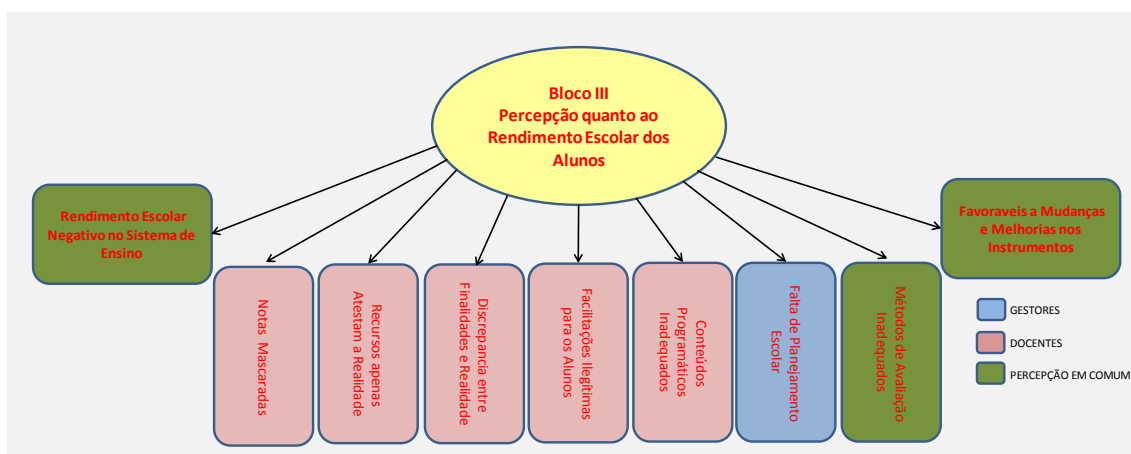 Bloco III
Percepção quanto ao
Rendimento Escolar dos
Alunos
Rendimento Escolar
Negativo no Sistema de
Ensino
Notas Mascaradas
Recursos apenas
Atestam a Realidade
Discrepancia entre
Finalidades e Realidade
Facilitações Ilegítimas
para os Alunos
Conteúdos
Programáticos
Inadequados
Falta de Planejamento
Escolar
Métodos de Avaliação
Inadequados
Favoraveis a Mudanças
e Melhorias nos
Instrumentos
GESTORES
DOCENTES
PERCEPÇÃO EM COMUM